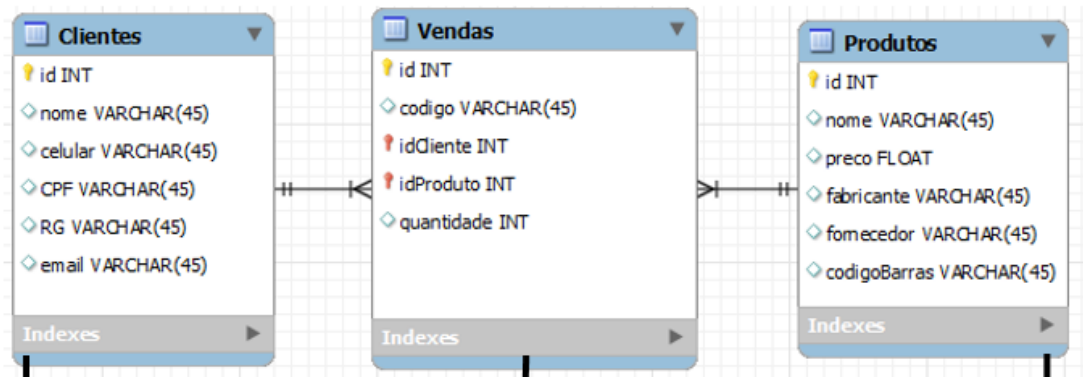 Clientes
id INT
nome VARCHAR(45)
celular VARCHAR(45)
CPF VARCHAR(45)
RG VARCHAR(45)
email VARCHAR(45)
Indexes
Vendas
id INT
codigo VARCHAR(45)
idCliente INT
idProduto INT
quantidade INT
Indexes
Produtos
id INT
nome VARCHAR(45)
preco FLOAT
fabricante VARCHAR(45)
fornecedor VARCHAR(45)
codigoBarras VARCHAR(45)
Indexes